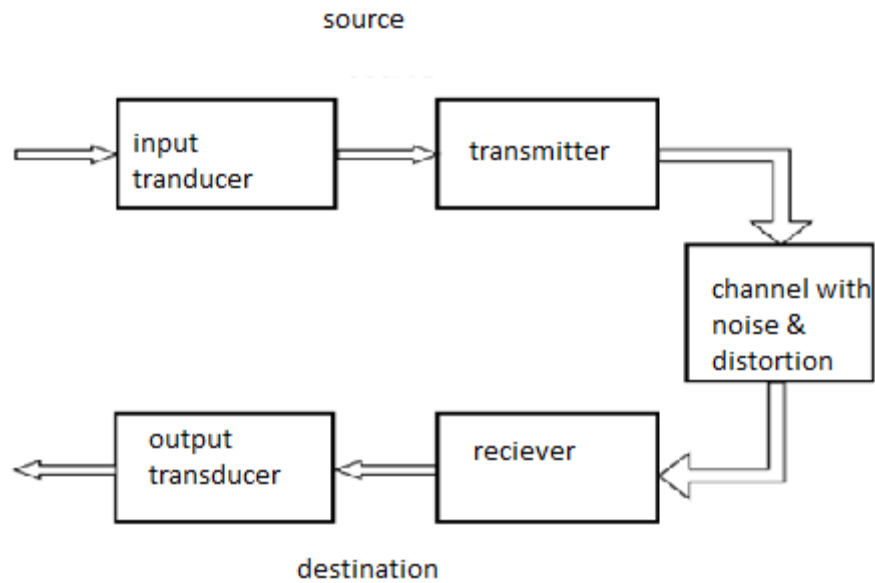 source
input
tranducer
transmitter
channel with
noise &
distortion
output
transducer
reciever
destination